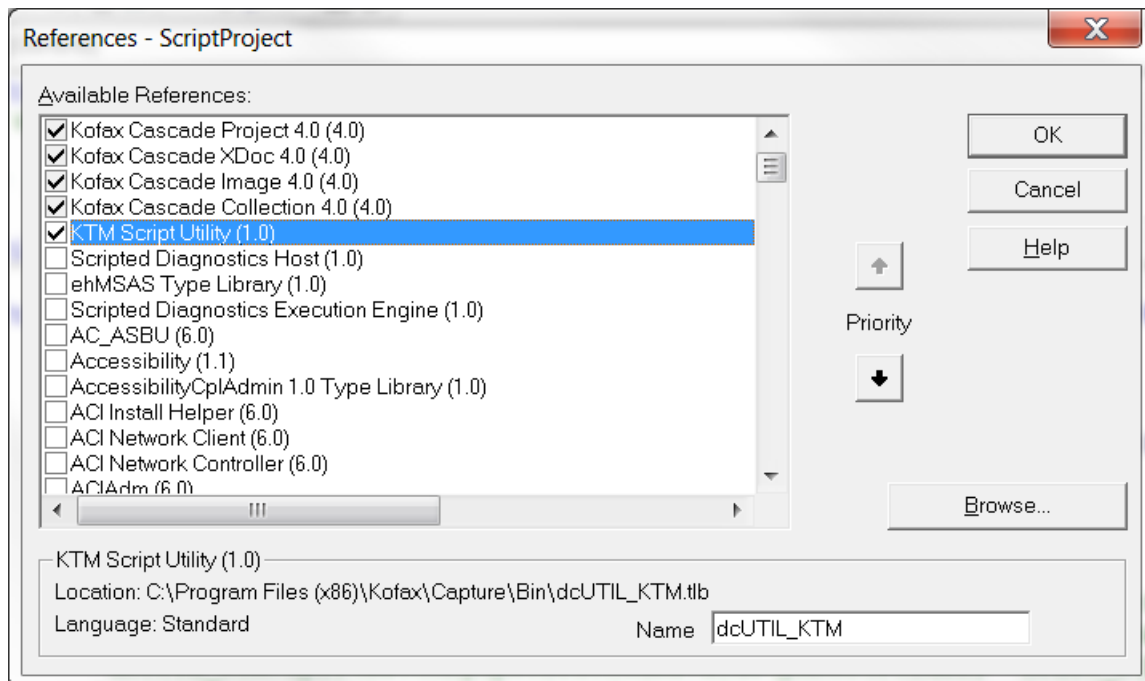 References - ScriptProject
Available References:
Kofax Cascade Project 4.0 (4.0)
Kofax Cascade XDoc 4.0 (4.0)
Kofax Cascade Image 4.0 (4.0)
Kofax Cascade Collection 4.0 (4.0)
KTM Script Utility (1.0)
Scripted Diagnostics Host (1.0)
ehMSAS Type Library (1.0)
Scripted Diagnostics Execution Engine (1.0)
AC_ASBU (6.0)
Accessibility (1.1)
AccessibilityCplAdmin 1.0 Type Library (1.0)
ACI Install Helper (6.0)
ACI Network Client (6.0)
ACI Network Controller (6.0)
ACIAdm (6.0)
OK
Cancel
Help
Priority
Browse...
KTM Script Utility (1.0)
Location: C:\Program Files (x86)\Kofax\Capture\Bin\dcUTIL_KTM.tlb
Language: Standard
Name dcUTIL_KTM